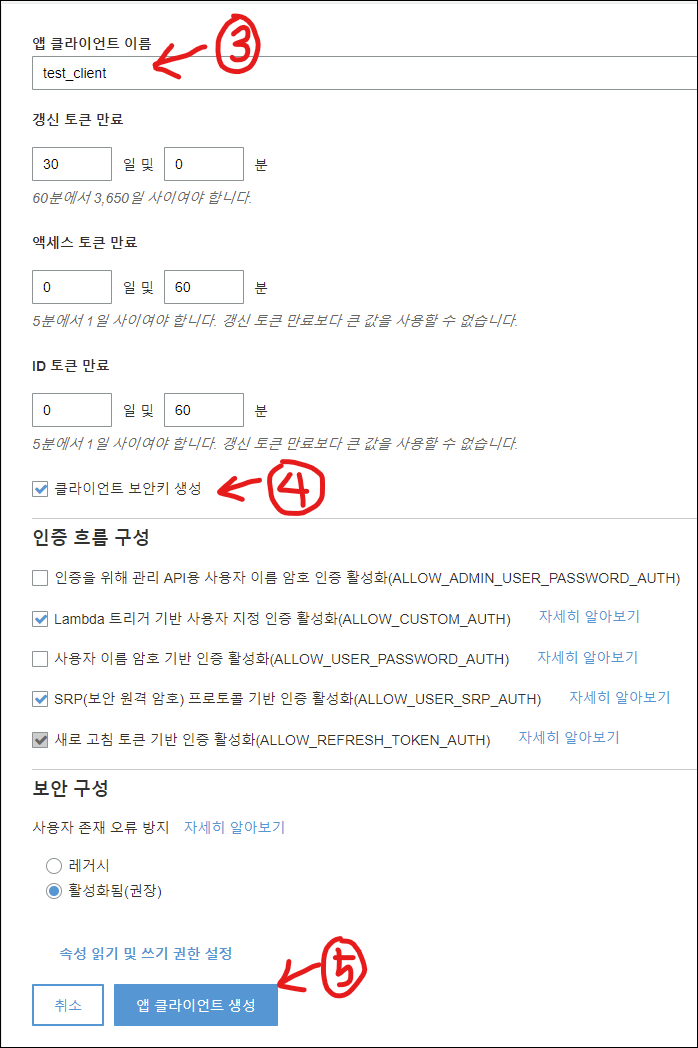 앱 클라이언트 이름
③
test_client
갱신 토큰 만료
30 일 및 0 분
60분에서 3,650일 사이여야 합니다.
액세스 토큰 만료
0 일 및 60 분
5분에서 1일 사이여야 합니다. 갱신 토큰 만료보다 큰 값을 사용할 수 없습니다.
ID 토큰 만료
0 일 및 60 분
5분에서 1일 사이여야 합니다. 갱신 토큰 만료보다 큰 값을 사용할 수 없습니다.
클라이언트 보안키 생성 ④
인증 흐름 구성
인증을 위해 관리 API용 사용자 이름 암호 인증 활성화(ALLOW_ADMIN_USER_PASSWORD_AUTH)
Lambda 트리거 기반 사용자 지정 인증 활성화(ALLOW_CUSTOM_AUTH) 자세히 알아보기
사용자 이름 암호 기반 인증 활성화(ALLOW_USER_PASSWORD_AUTH) 자세히 알아보기
SRP(보안 원격 암호) 프로토콜 기반 인증 활성화(ALLOW_USER_SRP_AUTH) 자세히 알아보기
새로 고침 토큰 기반 인증 활성화(ALLOW_REFRESH_TOKEN_AUTH) 자세히 알아보기
보안 구성
사용자 존재 오류 방지 자세히 알아보기
레거시
활성화됨(권장)
속성 읽기 및 쓰기 권한 설정
⑤
취소 앱 클라이언트 생성